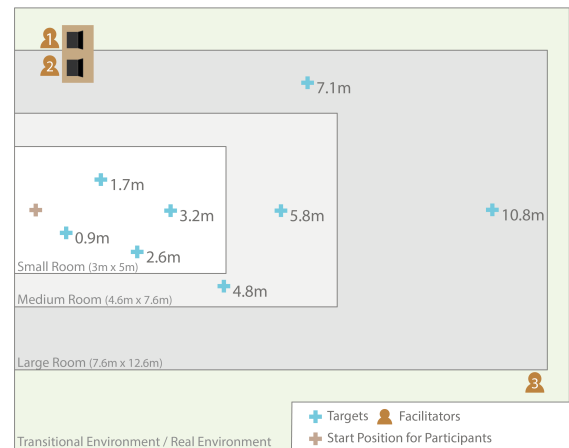 1
2
7.1m
1.7m
3.2m
5.8m
10.8m
0.9m
2.6m
Small Room (3m x 5m)
4.8m
Medium Room (4.6m x 7.6m)
Large Room (7.6m x 12.6m)
3
Targets Facilitators
Start Position for Participants
Transitional Environment / Real Environment